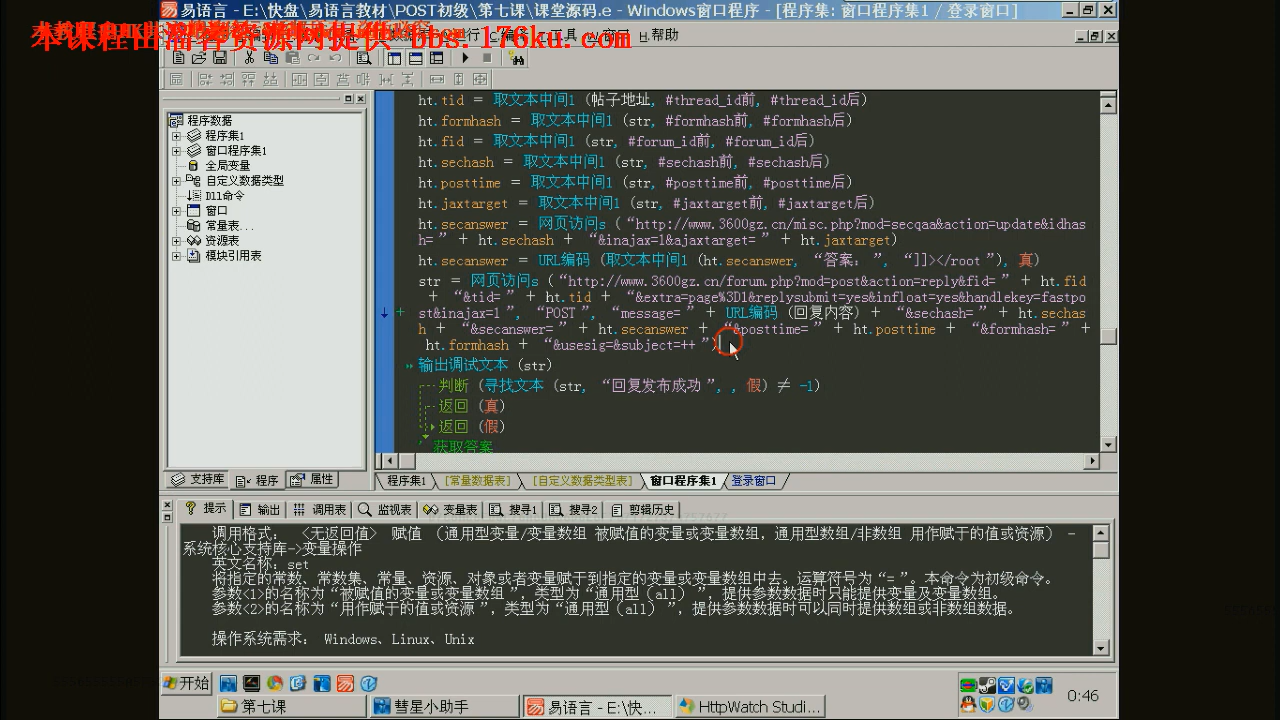 易语言 - E:\快盘\易语言教材\POST初级\第七课\课堂源码.e - Windows窗口程序 - [程序集: 窗口程序集1 / 登录窗口]
本课程由涌容资源网提供 bbs.176ku.com
H.帮助
ht.tid = 取文本中间1 (帖子地址, #thread_id前, #thread_id后)
ht.formhash = 取文本中间1 (str, #formhash前, #formhash后)
ht.fid = 取文本中间1 (str, #forum_id前, #forum_id后)
ht.sechash = 取文本中间1 (str, #sechash前, #sechash后)
ht.posttime = 取文本中间1 (str, #posttime前, #posttime后)
ht.jaxtarget = 取文本中间1 (str, #jaxtarget前, #jaxtarget后)
ht.secanswer = 网页访问s (“http://www.3600gz.cn/misc.php?mod=secqaa&action=update&idhas
h=” + ht.sechash + “&inajax=1&ajaxtarget=” + ht.jaxtarget)
ht.secanswer = URL编码 (取文本中间1 (ht.secanswer, “答案：”, “]]></root”), 真)
str = 网页访问s (“http://www.3600gz.cn/forum.php?mod=post&action=reply&fid=” + ht.fid
+ “&tid=” + ht.tid + “&extra=page%3D1&replysubmit=yes&infloat=yes&handlekey=fastpo
st&inajax=1”, “POST”, “message=” + URL编码 (回复内容) + “&sechash=” + ht.sechas
h + “&secanswer=” + ht.secanswer + “&posttime=” + ht.posttime + “&formhash=” +
ht.formhash + “&usesig=&subject=++”)
输出调试文本 (str)
判断 (寻找文本 (str, “回复发布成功”, , 假) ≠ -1)
返回 (真)
返回 (假)
' 获取答案
程序数据
程序集1
窗口程序集1
全局变量
自定义数据类型
Dll命令
窗口
常量表...
资源表
模块引用表
支持库 程序 属性
程序集1 [常量数据表] [自定义数据类型表] 窗口程序集1 登录窗口
提示 输出 调用表 监视表 变量表 搜寻1 搜寻2 剪辑历史
调用格式： 〈无返回值〉 赋值 （通用型变量/变量数组 被赋值的变量或变量数组，通用型数组/非数组 用作赋于的值或资源） -
系统核心支持库->变量操作
英文名称：set
将指定的常数、常数集、常量、资源、对象或者变量赋于到指定的变量或变量数组中去。运算符号为“=”。本命令为初级命令。
参数<1>的名称为“被赋值的变量或变量数组”，类型为“通用型（all）”，提供参数数据时只能提供变量及变量数组。
参数<2>的名称为“用作赋于的值或资源”，类型为“通用型（all）”，提供参数数据时可以同时提供数组或非数组数据。
操作系统需求： Windows、Linux、Unix
开始
第七课 彗星小助手 易语言 - E:\快... HttpWatch Studi...
0:46